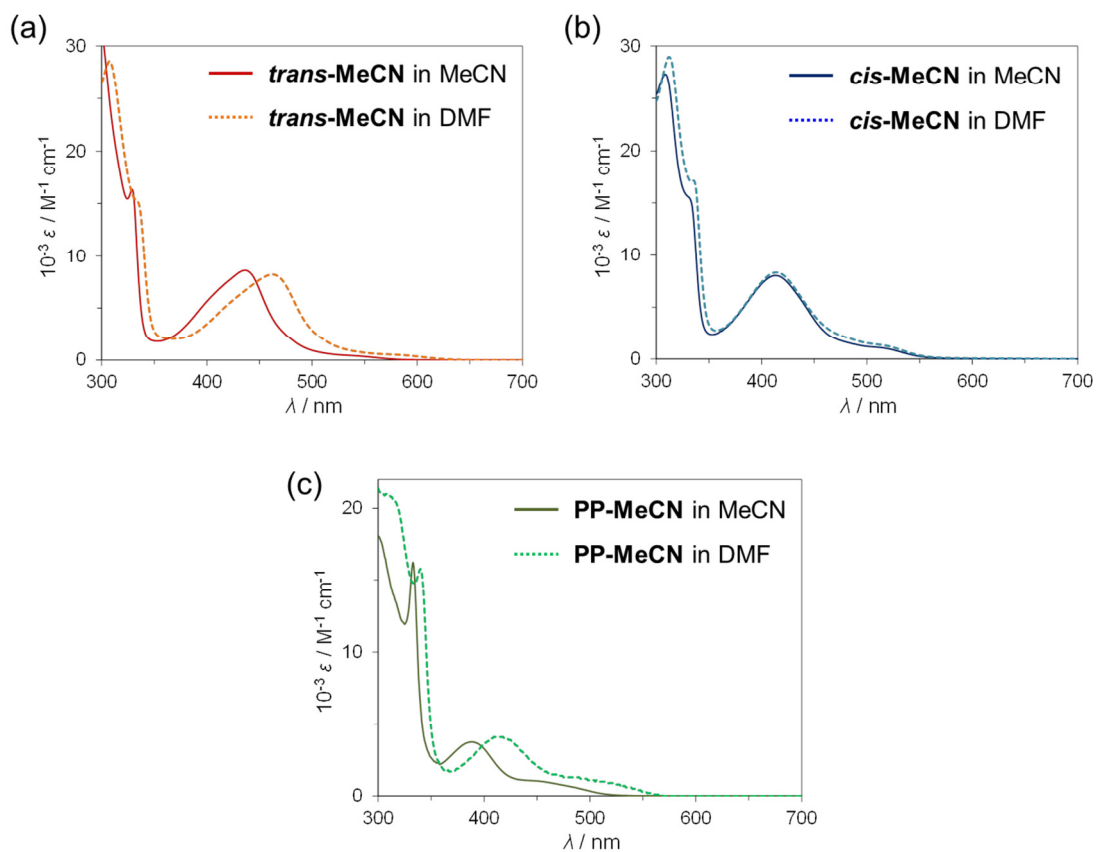 (a)
30
20
10
0
10⁻³ ε / M⁻¹ cm⁻¹
trans-MeCN in MeCN
trans-MeCN in DMF
300 400 500 600 700
λ / nm
(b)
30
20
10
0
10⁻³ ε / M⁻¹ cm⁻¹
cis-MeCN in MeCN
cis-MeCN in DMF
300 400 500 600 700
λ / nm
(c)
20
10
0
10⁻³ ε / M⁻¹ cm⁻¹
PP-MeCN in MeCN
PP-MeCN in DMF
300 400 500 600 700
λ / nm